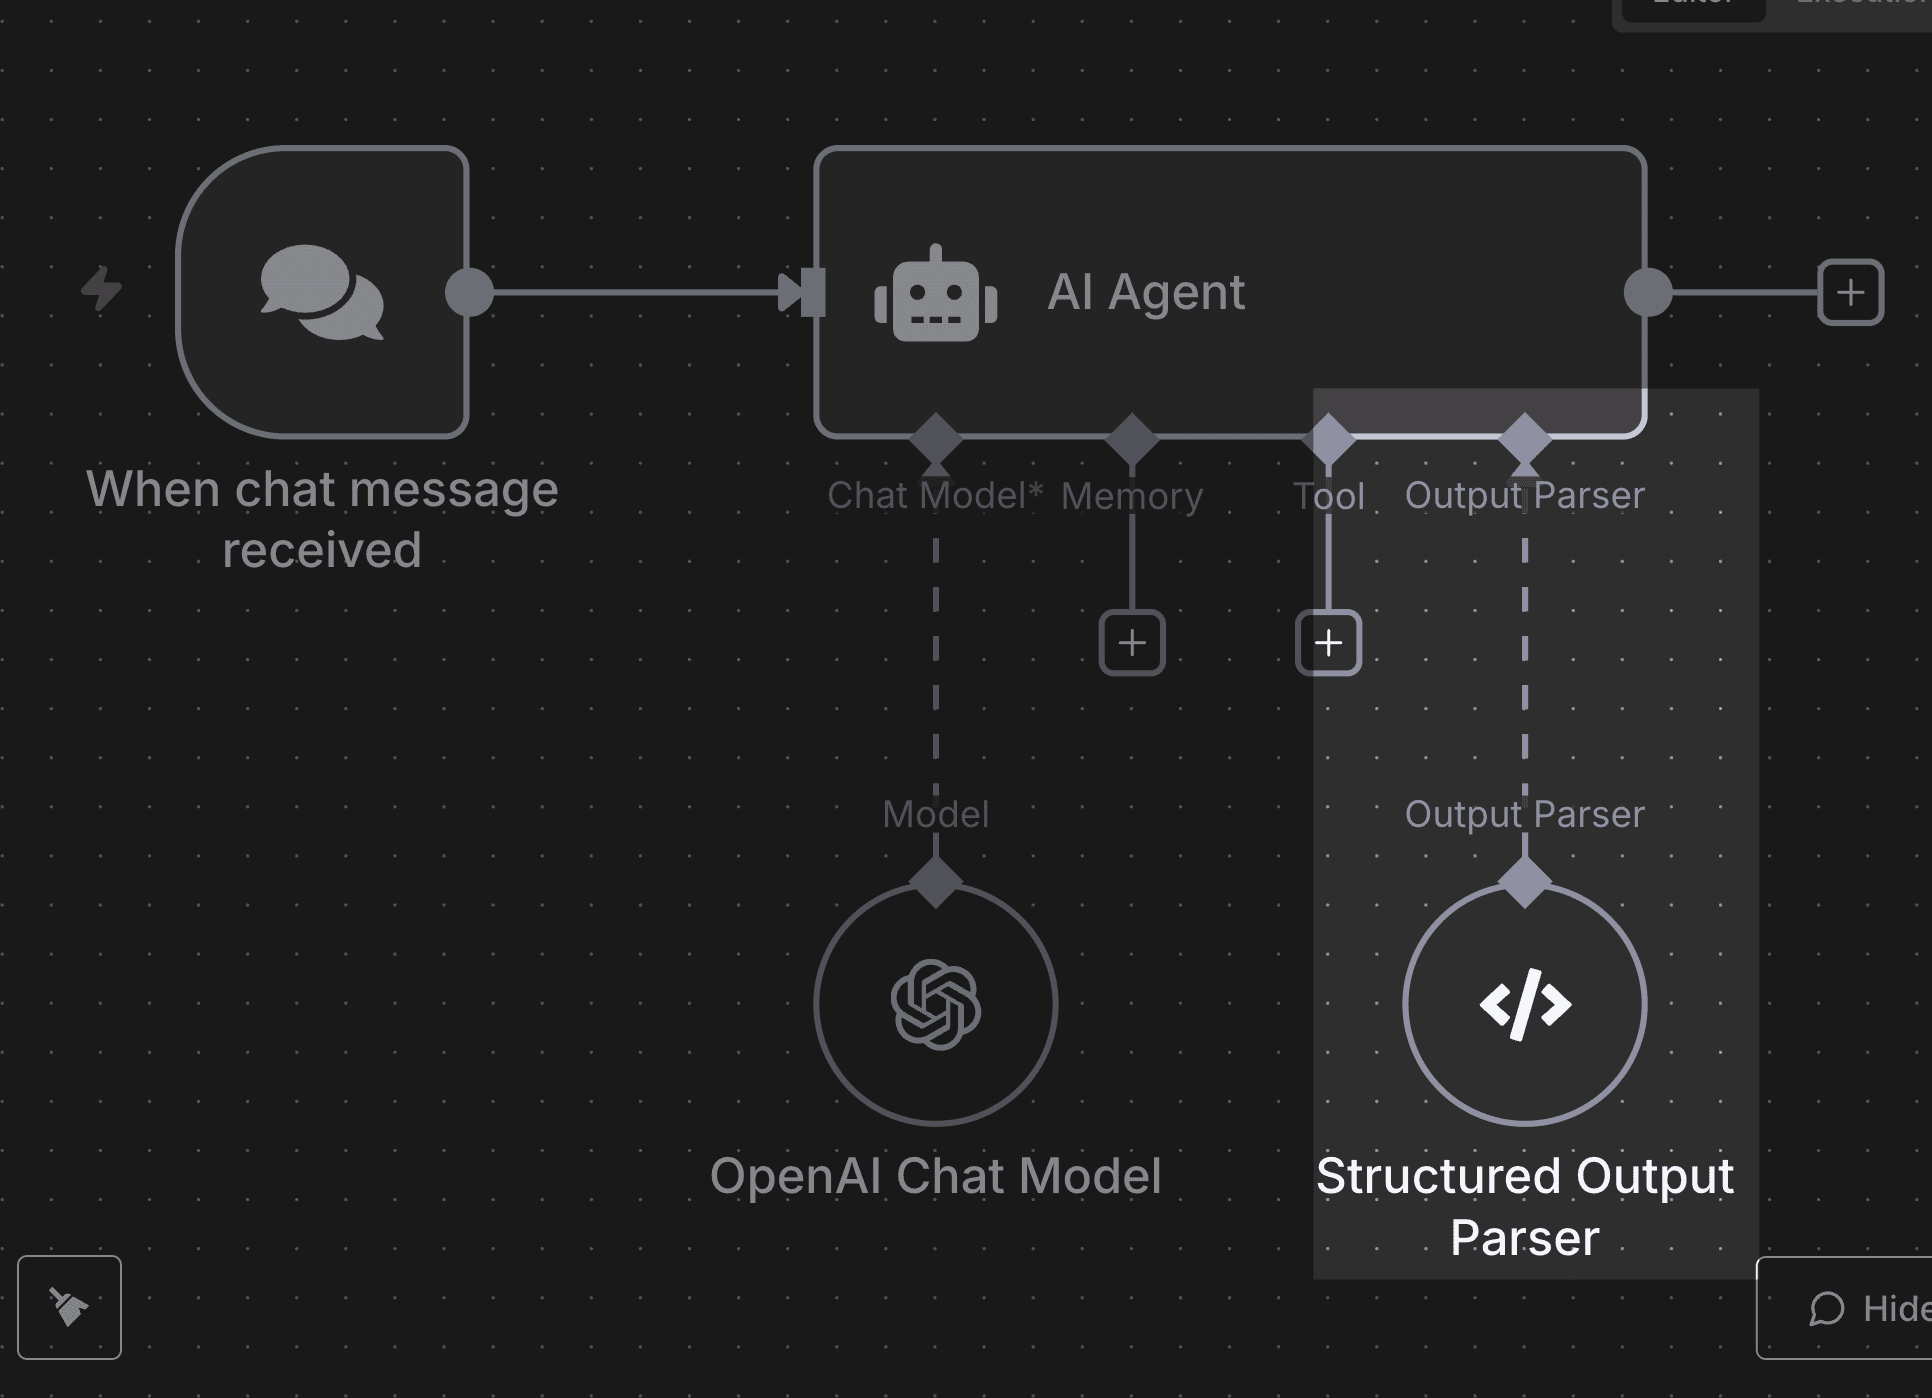 Editor
AI Agent
When chat message
received
Chat Model*
Memory
Tool
Output Parser
Model
Output Parser
OpenAI Chat Model
Structured Output
Parser
Hide